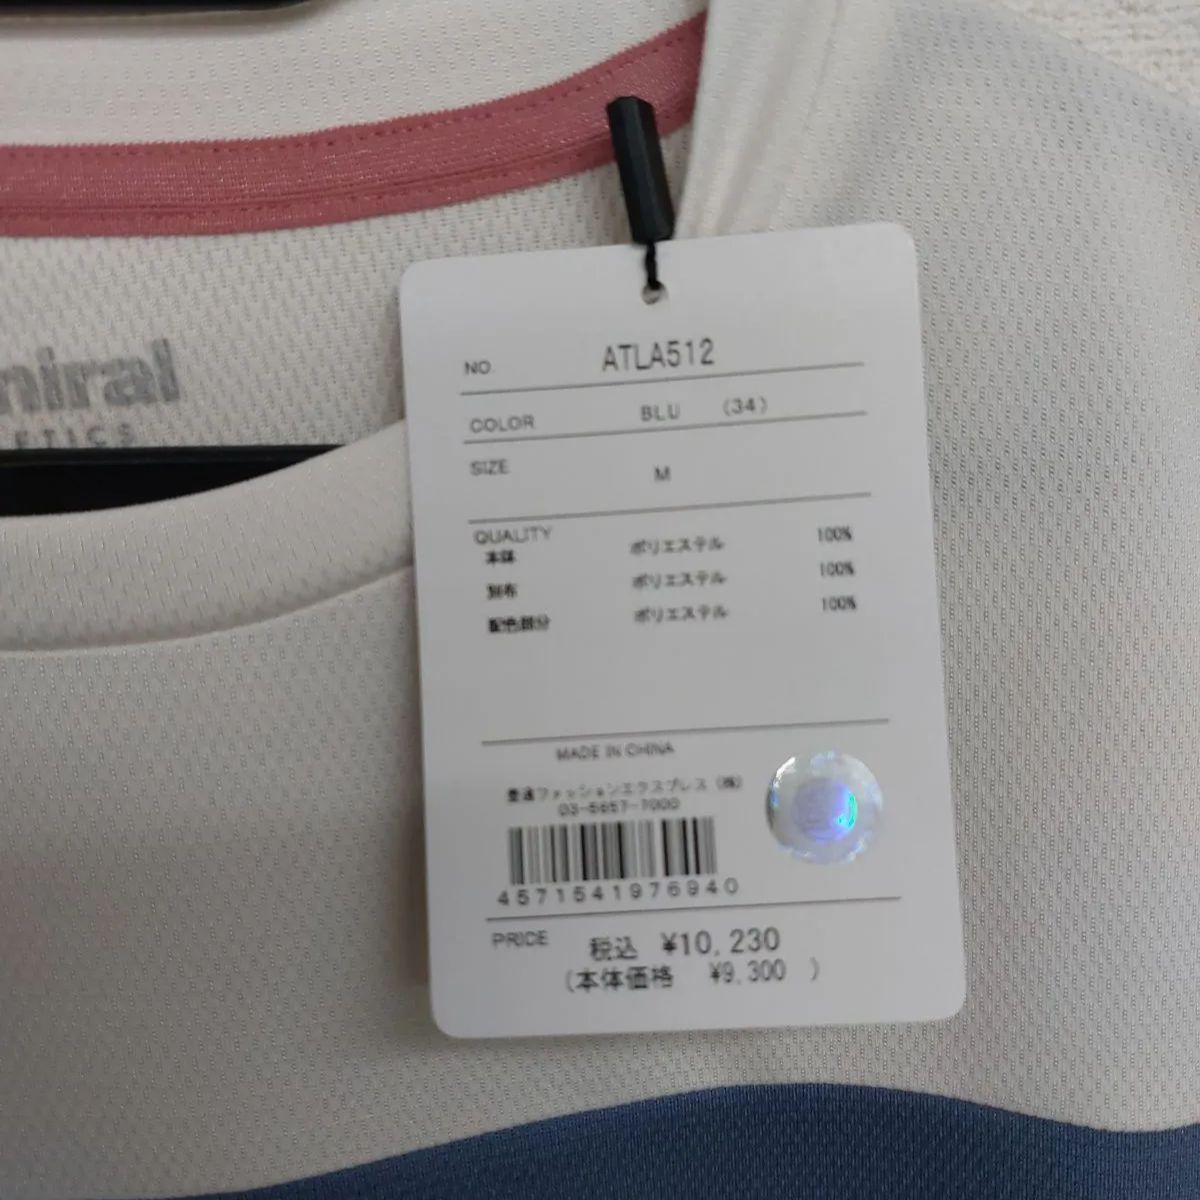 niral
ETICS
NO. ATLA512
COLOR BLU (34)
SIZE M
QUALITY
本体 ポリエステル 100%
別布 ポリエステル 100%
配色部分 ポリエステル 100%
MADE IN CHINA
豊通ファッションエクスプレス(株)
03-5657-7000
4571541976940
PRICE 税込 ¥10,230
(本体価格 ¥9,300 )